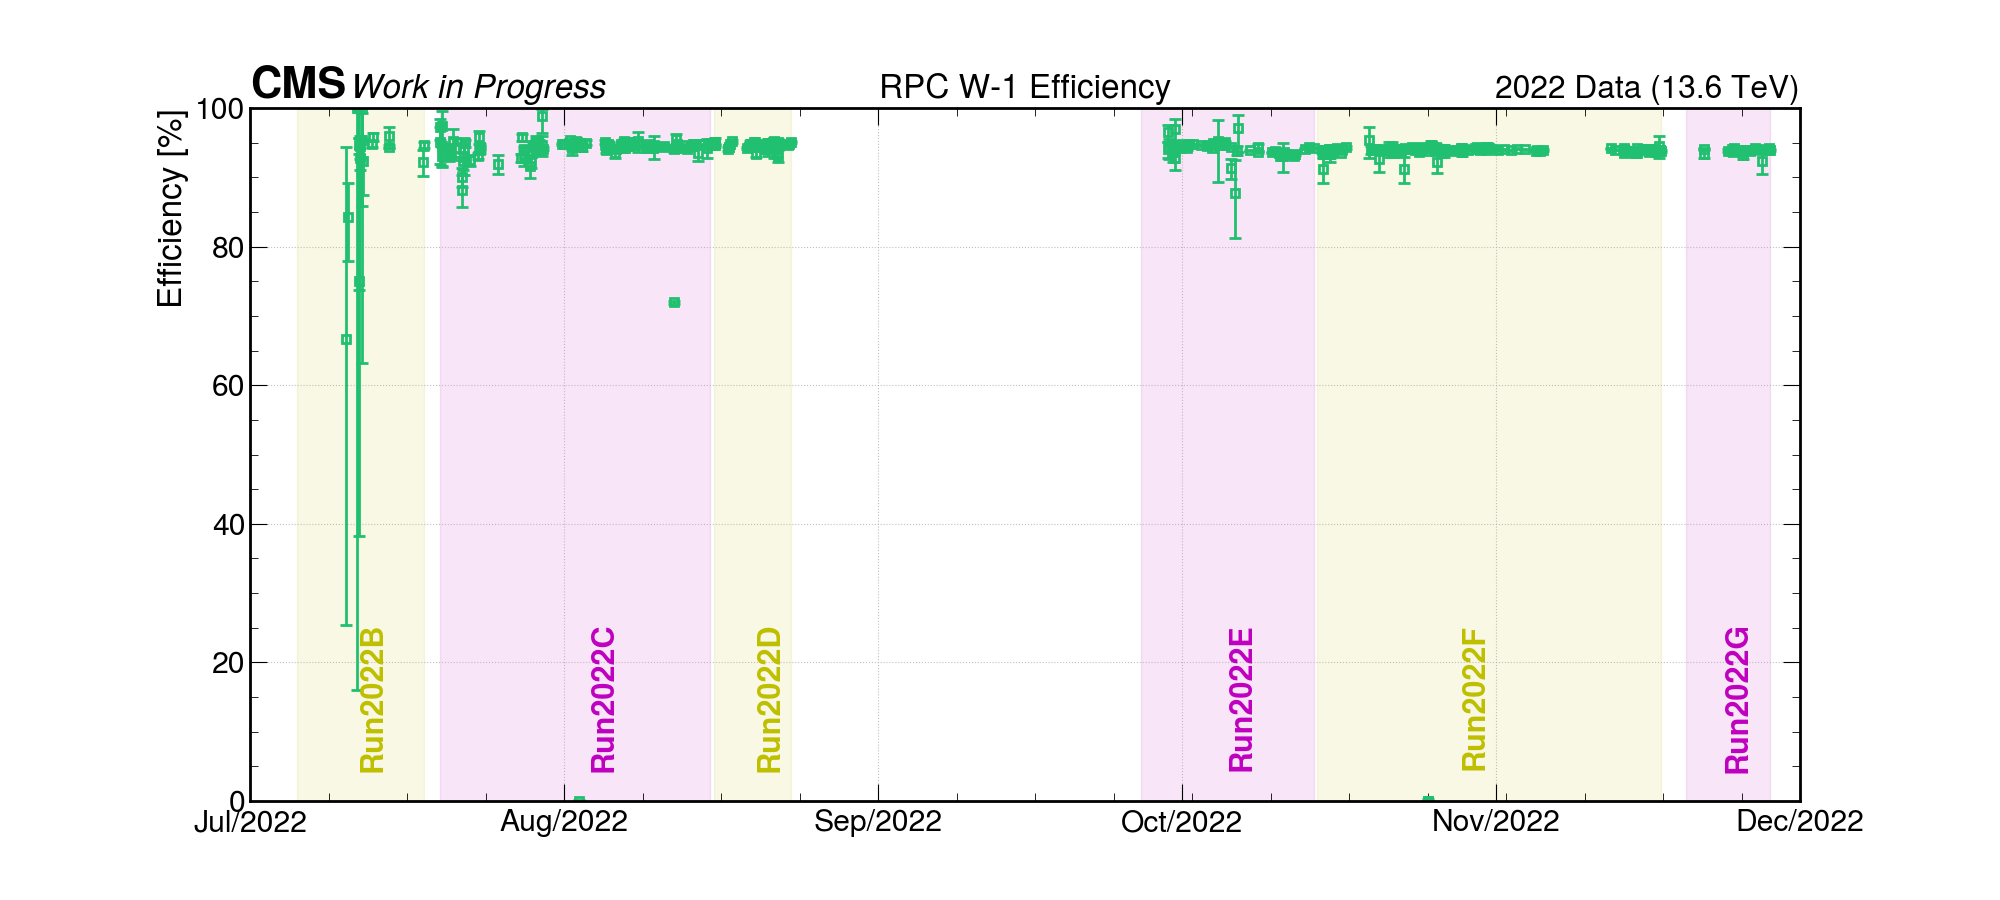 CMS Work in Progress RPC W-1 Efficiency 2022 Data (13.6 TeV)
Efficiency [%]
100
80
60
40
20
0
Run2022B
Run2022C
Run2022D
Run2022E
Run2022F
Run2022G
Jul/2022 Aug/2022 Sep/2022 Oct/2022 Nov/2022 Dec/2022